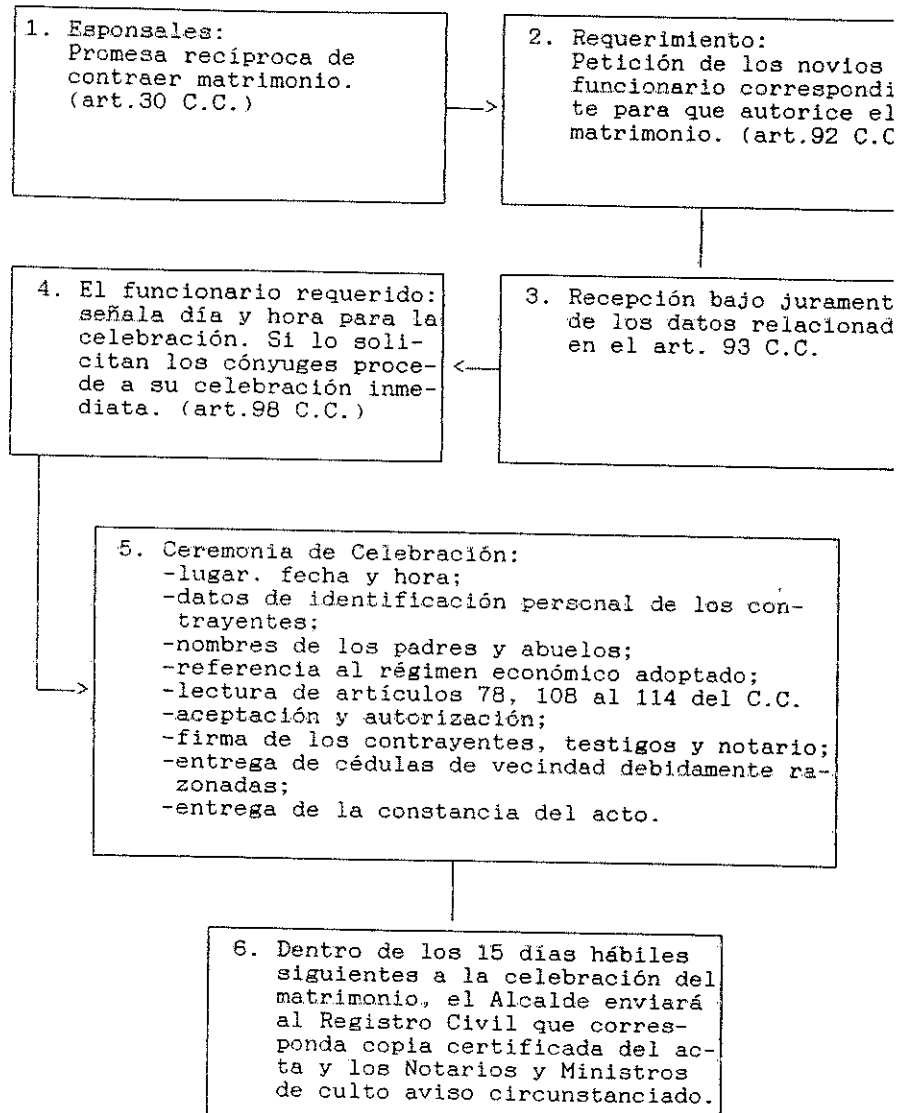 1. Esponsales:
Promesa recíproca de
contraer matrimonio.
(art.30 C.C.)
2. Requerimiento:
Petición de los novios
funcionario correspondi
te para que autorice el
matrimonio. (art.92 C.C
3. Recepción bajo jurament
de los datos relacionad
en el art. 93 C.C.
4. El funcionario requerido:
señala día y hora para la
celebración. Si lo soli-
citan los cónyuges proce-
de a su celebración inme-
diata. (art.98 C.C.)
5. Ceremonia de Celebración:
-lugar. fecha y hora;
-datos de identificación personal de los con-
trayentes;
-nombres de los padres y abuelos;
-referencia al régimen económico adoptado;
-lectura de artículos 78, 108 al 114 del C.C.
-aceptación y autorización;
-firma de los contrayentes, testigos y notario;
-entrega de cédulas de vecindad debidamente ra-
zonadas;
-entrega de la constancia del acto.
6. Dentro de los 15 días hábiles
siguientes a la celebración del
matrimonio, el Alcalde enviará
al Registro Civil que corres-
ponda copia certificada del ac-
ta y los Notarios y Ministros
de culto aviso circunstanciado.